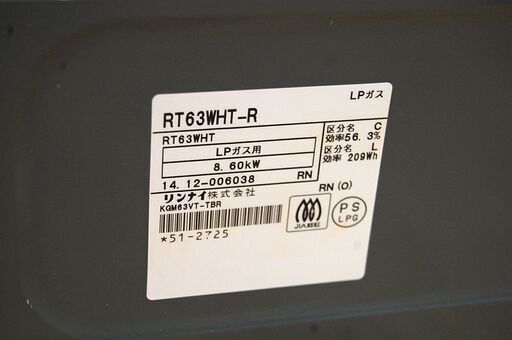 LPガス
RT63WHT-R
RT63WHT
LPガス用
8.60kW
14.12-006038 RN
リンナイ株式会社
KGM63VT-TBR
*51-2725
区分名 C
効率56.3%
区分名 L
効率 209Wh
RN (O)
JIA認証
PS
LPG